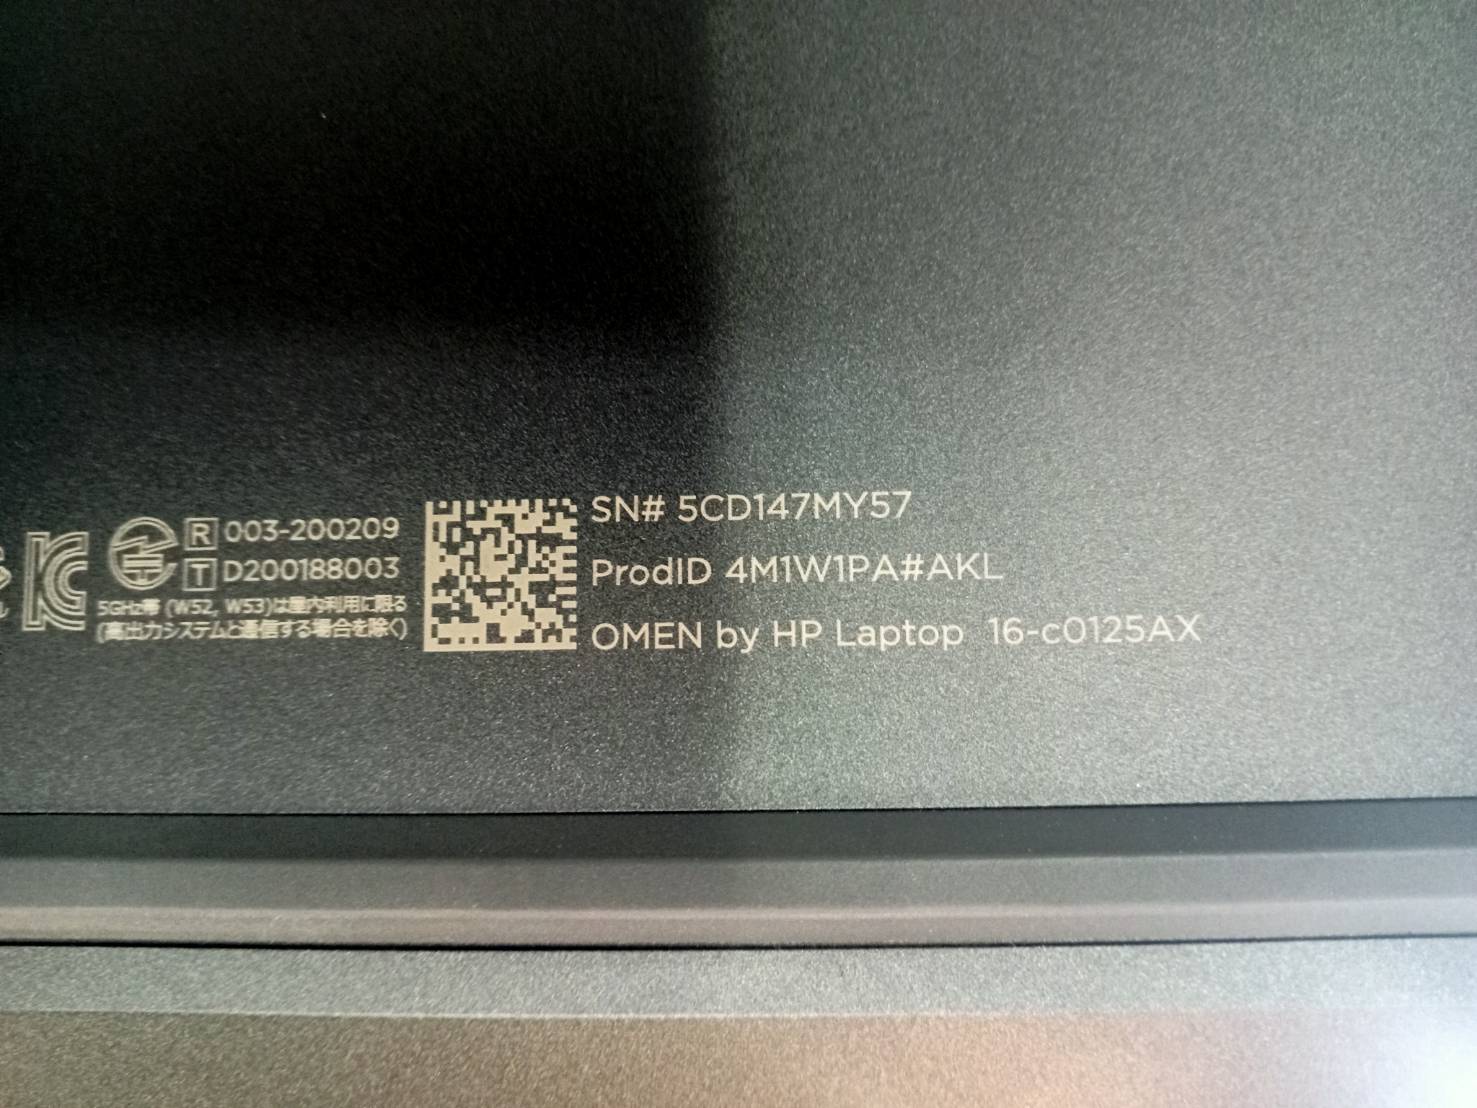 R 003-200209
T D200188003
5GHz帯 (W52, W53)は屋内利用に限る
(高出力システムと通信する場合を除く)
SN# 5CD147MY57
ProdID 4M1W1PA#AKL
OMEN by HP Laptop 16-c0125AX